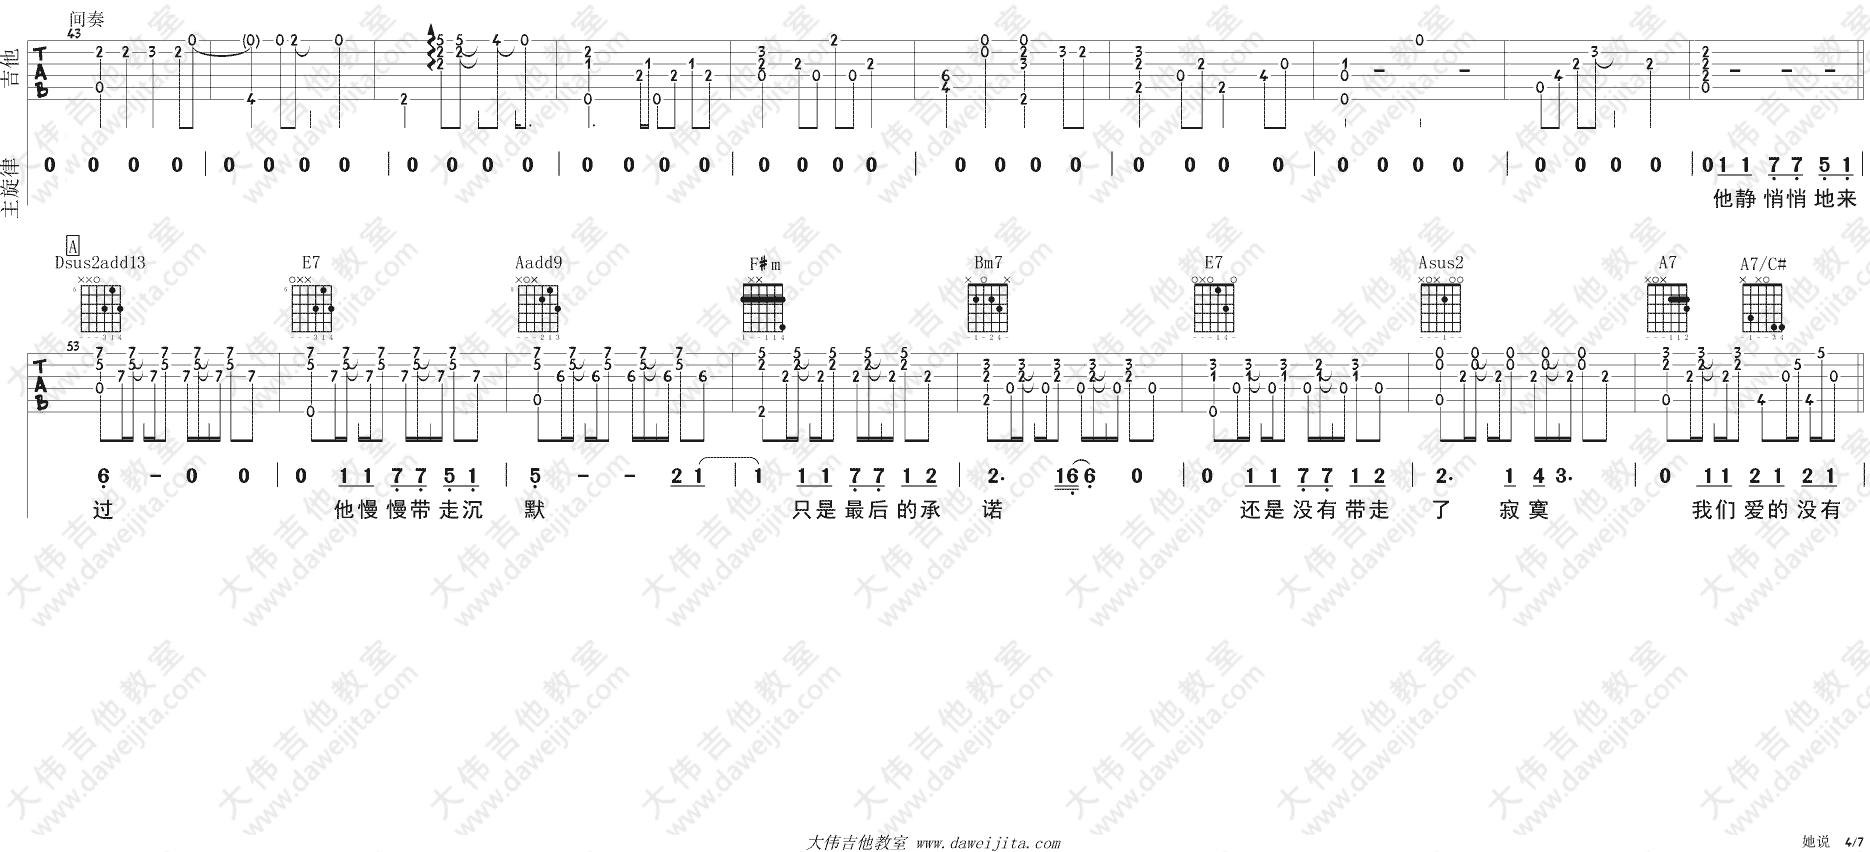 间奏
吉他
43
主旋律
0 0 0 0 | 0 0 0 0 | 0 0 0 0 | 0 0 0 0 | 0 0 0 0 | 0 0 0 0 | 0 0 0 0 | 0 0 0 0 | 0 0 0 0 | 0 1 1 7 7 5 1 |
他静 悄悄 地来
A
Dsus2add13 E7 Aadd9 F#m Bm7 E7 Asus2 A7 A7/C#
53
6 - 0 0 | 0 1 1 7 7 5 1 | 5 - - 2 1 | 1 1 1 7 7 1 2 | 2. 1 6 6 0 | 0 1 1 7 7 1 2 | 2. 1 4 3. | 0 1 1 2 1 2 1 |
过 他慢 慢带 走沉 默 只是 最后 的承 诺 还是 没有 带走 了 寂寞 我们 爱的 没有
大伟吉他教室 www.daweijita.com
她说 4/7